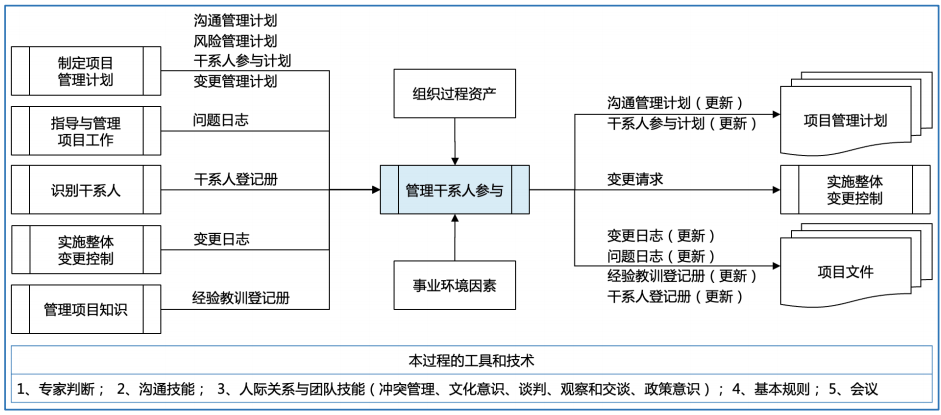 沟通管理计划
风险管理计划
干系人参与计划
变更管理计划
制定项目
管理计划
问题日志
指导与管理
项目工作
干系人登记册
识别干系人
变更日志
实施整体
变更控制
经验教训登记册
管理项目知识
组织过程资产
管理干系人参与
事业环境因素
沟通管理计划（更新）
干系人参与计划（更新）
项目管理计划
变更请求
实施整体
变更控制
变更日志（更新）
问题日志（更新）
经验教训登记册（更新）
干系人登记册（更新）
项目文件
本过程的工具和技术
1、专家判断； 2、沟通技能； 3、人际关系与团队技能（冲突管理、文化意识、谈判、观察和交谈、政策意识）； 4、基本规则； 5、会议